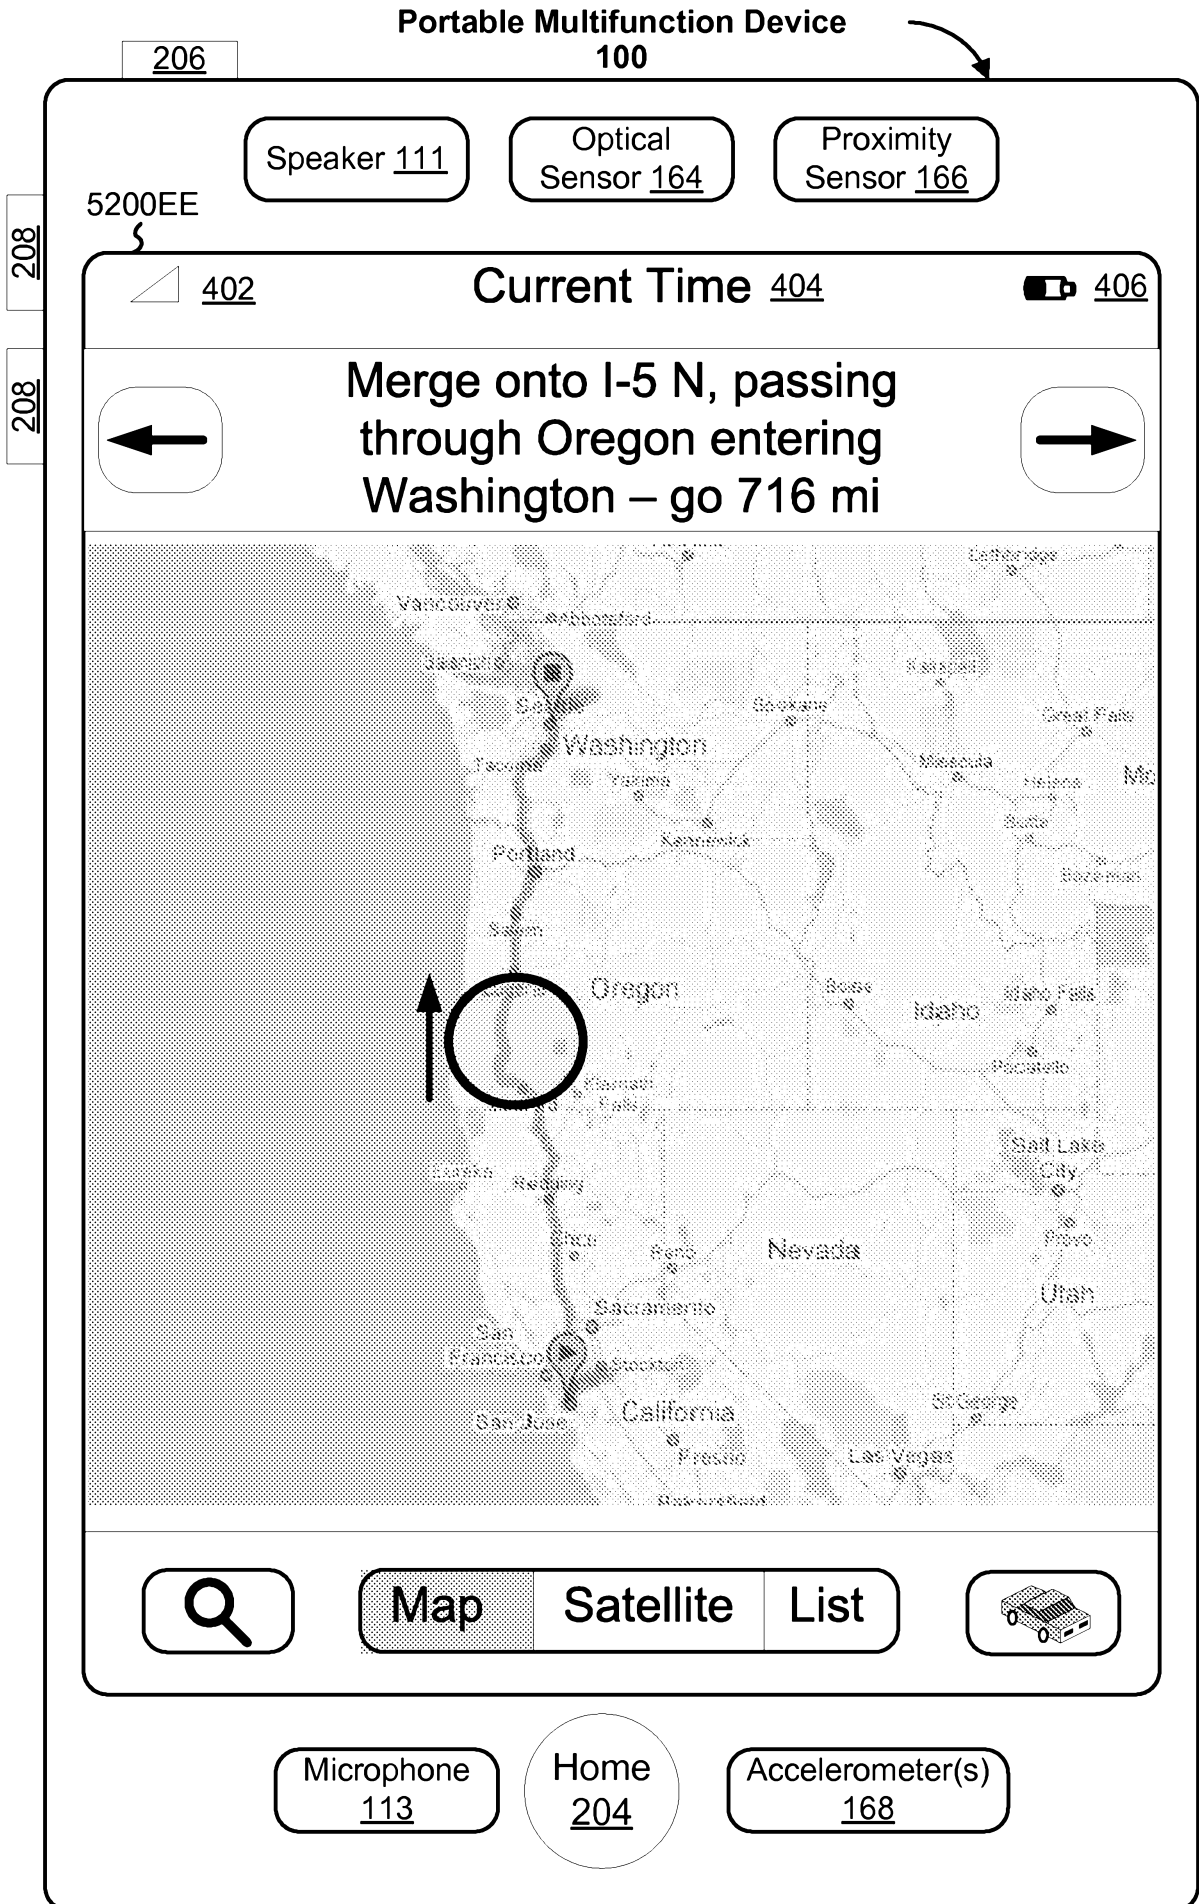 Portable Multifunction Device
100
206
Speaker 111
Optical
Sensor 164
Proximity
Sensor 166
5200EE
208
208
402
Current Time 404
406
Merge onto I-5 N, passing
through Oregon entering
Washington – go 716 mi
Lethbridge
Vancouver
Abbotsford
Kalispell
Spokane
Great Falls
Washington
Tacoma
Yakima
Missoula
Helena
Mo
Butte
Kennewick
Portland
Bozeman
Salem
Oregon
Boise
Idaho
Idaho Falls
Pocatello
Klamath
Falls
Salt Lake
City
Eureka
Redding
Chico
Reno
Nevada
Provo
Utah
Sacramento
San
Francisco
Stockton
San Jose
California
St George
Fresno
Las Vegas
Bakersfield
Map
Satellite
List
Microphone
113
Home
204
Accelerometer(s)
168